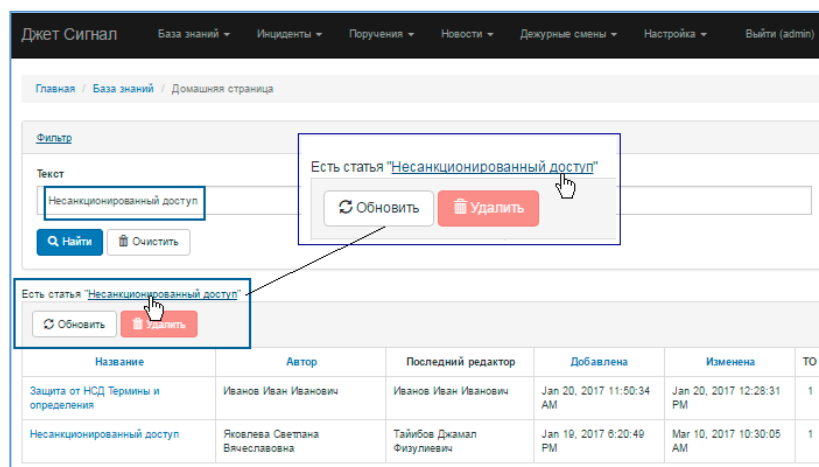 Джет Сигнал База знаний Инциденты Поручения Новости Дежурные смены Настройка Выйти (admin)
Главная / База знаний / Домашняя страница
Фильтр
Текст
Несанкционированный доступ
Найти Очистить
Есть статья "Несанкционированный доступ"
Обновить Удалить
Есть статья "Несанкционированный доступ"
Обновить Удалить
Название Автор Последний редактор Добавлена Изменена ТО
Защита от НСД Термины и определения Иванов Иван Иванович Иванов Иван Иванович Jan 20, 2017 11:50:34 AM Jan 20, 2017 12:28:31 PM 1
Несанкционированный доступ Яковлева Светлана Вячеславовна Тайибов Джамал Физулиевич Jan 19, 2017 6:20:49 PM Mar 10, 2017 10:30:05 AM 1